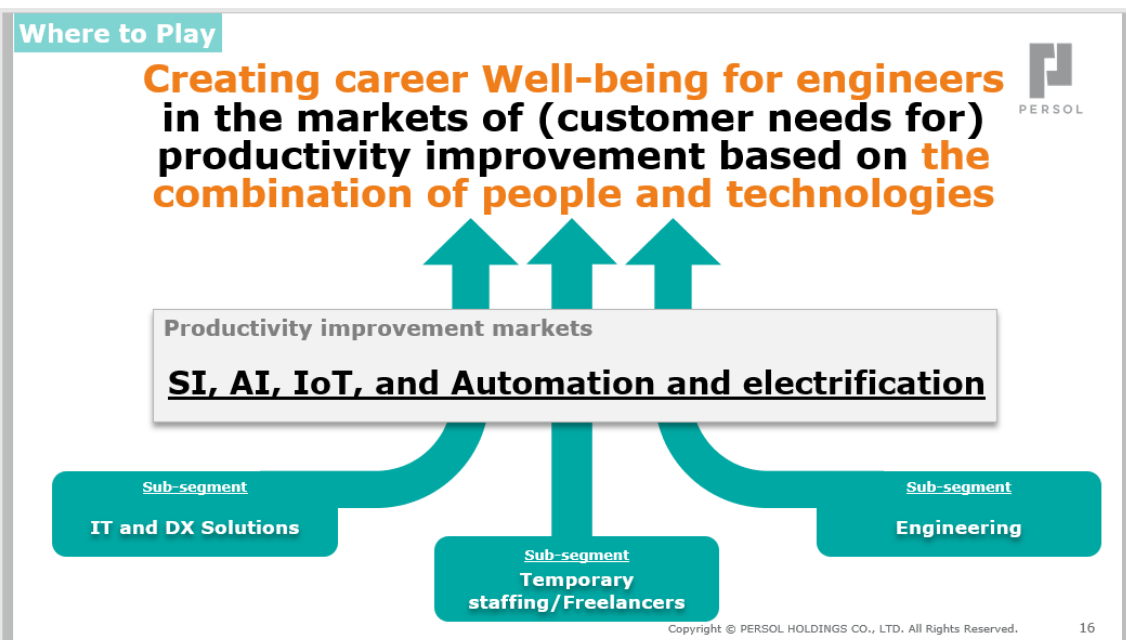 Where to Play
Creating career Well-being for engineers
in the markets of (customer needs for)
productivity improvement based on the
combination of people and technologies
PERSOL
Productivity improvement markets
SI, AI, IoT, and Automation and electrification
Sub-segment
IT and DX Solutions
Sub-segment
Temporary
staffing/Freelancers
Sub-segment
Engineering
Copyright © PERSOL HOLDINGS CO., LTD. All Rights Reserved.
16